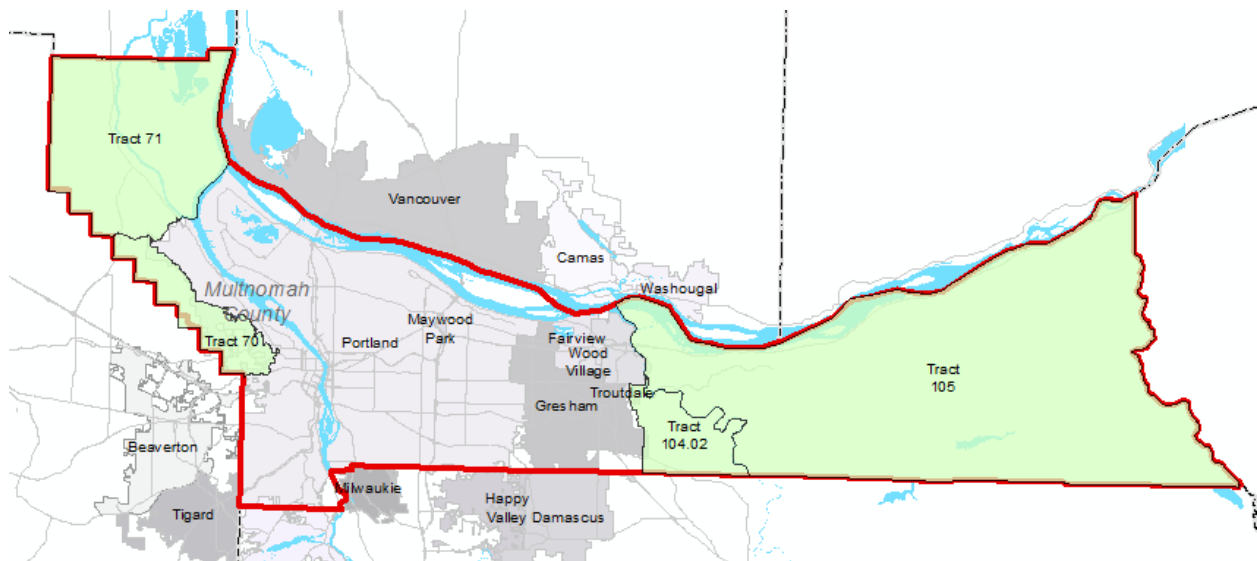 Tract 71
Vancouver
Camas
Washougal
Multnomah
County
Tract 70
Portland
Maywood
Park
Fairview
Wood
Village
Troutdale
Gresham
Tract
105
Tract
104.02
Beaverton
Tigard
Milwaukie
Happy
Valley
Damascus